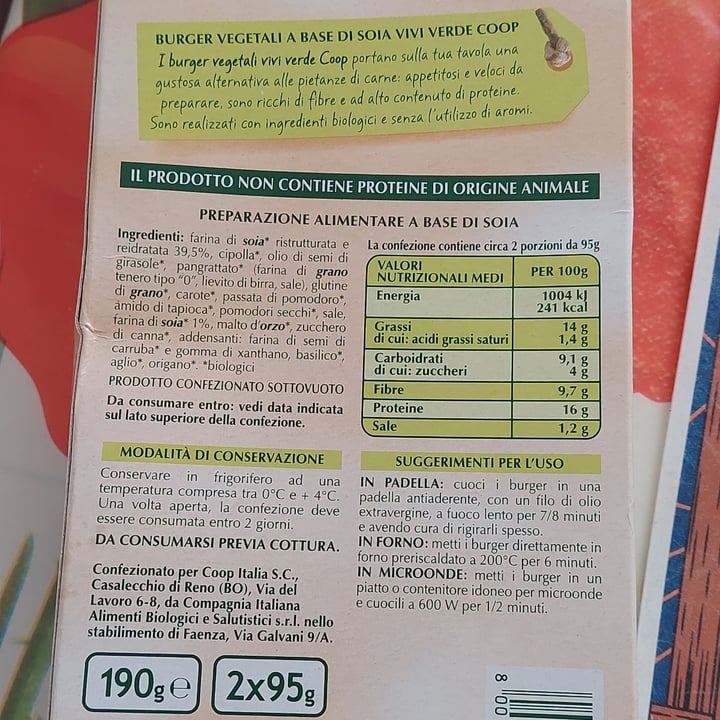 BURGER VEGETALI A BASE DI SOIA VIVI VERDE COOP
I burger vegetali vivi verde Coop portano sulla tua tavola una
gustosa alternativa alle pietanze di carne: appetitosi e veloci da
preparare, sono ricchi di fibre e ad alto contenuto di proteine.
Sono realizzati con ingredienti biologici e senza l'utilizzo di aromi.
IL PRODOTTO NON CONTIENE PROTEINE DI ORIGINE ANIMALE
PREPARAZIONE ALIMENTARE A BASE DI SOIA
Ingredienti: farina di soia* ristrutturata e
reidratata 39,5%, cipolla*, olio di semi di
girasole*, pangrattato* (farina di grano
tenero tipo "0", lievito di birra, sale), glutine
di grano*, carote*, passata di pomodoro*,
amido di tapioca*, pomodori secchi*, sale,
farina di soia* 1%, malto d'orzo*, zucchero
di canna*, addensanti: farina di semi di
carruba* e gomma di xanthano, basilico*,
aglio*, origano*. *biologici
PRODOTTO CONFEZIONATO SOTTOVUOTO
Da consumare entro: vedi data indicata
sul lato superiore della confezione.
La confezione contiene circa 2 porzioni da 95g
VALORI
NUTRIZIONALI MEDI PER 100g
Energia 1004 kJ
241 kcal
Grassi 14 g
di cui: acidi grassi saturi 1,4 g
Carboidrati 9,1 g
di cui: zuccheri 4 g
Fibre 9,7 g
Proteine 16 g
Sale 1,2 g
MODALITÀ DI CONSERVAZIONE
Conservare in frigorifero ad una
temperatura compresa tra 0°C e + 4°C.
Una volta aperta, la confezione deve
essere consumata entro 2 giorni.
DA CONSUMARSI PREVIA COTTURA.
Confezionato per Coop Italia S.C.,
Casalecchio di Reno (BO), Via del
Lavoro 6-8, da Compagnia Italiana
Alimenti Biologici e Salutistici s.r.l. nello
stabilimento di Faenza, Via Galvani 9/A.
SUGGERIMENTI PER L'USO
IN PADELLA: cuoci i burger in una
padella antiaderente, con un filo di olio
extravergine, a fuoco lento per 7/8 minuti
e avendo cura di rigirarli spesso.
IN FORNO: metti i burger direttamente in
forno preriscaldato a 200°C per 6 minuti.
IN MICROONDE: metti i burger in un
piatto o contenitore idoneo per microonde
e cuocili a 600 W per 1/2 minuti.
190g e 2x95g
8 00